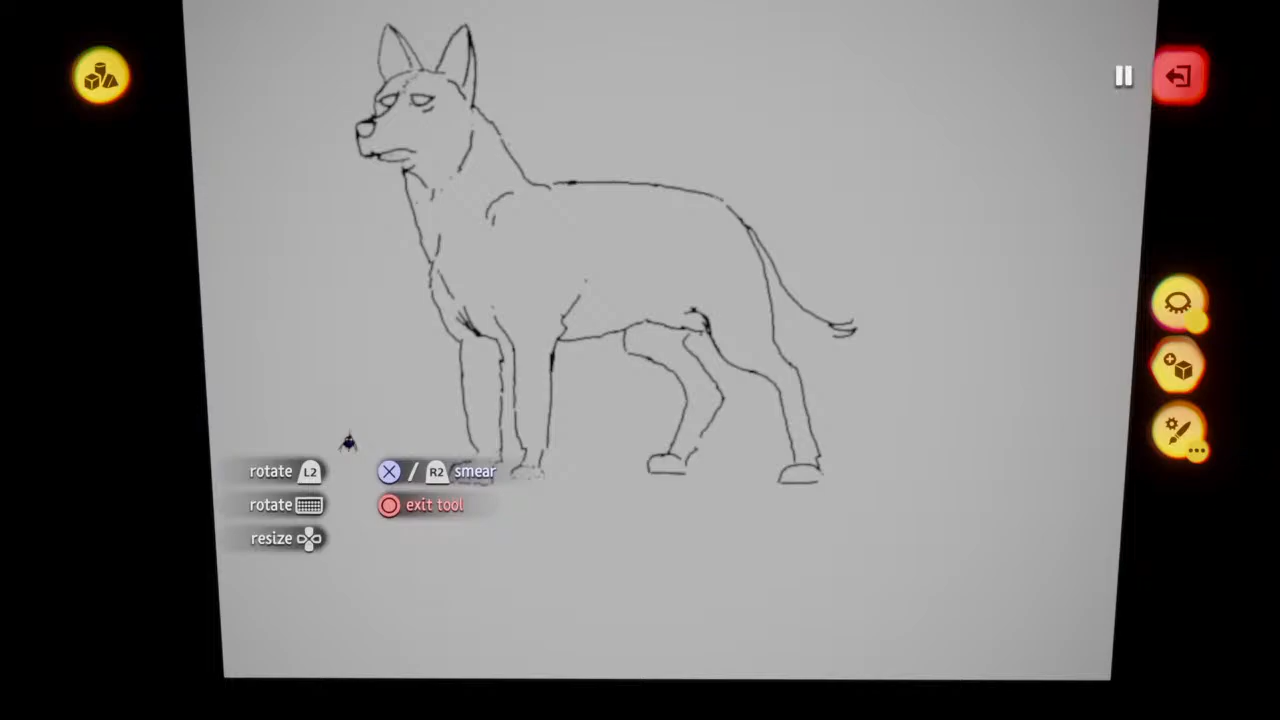 rotate L2
/ R2 smear
rotate
exit tool
resize